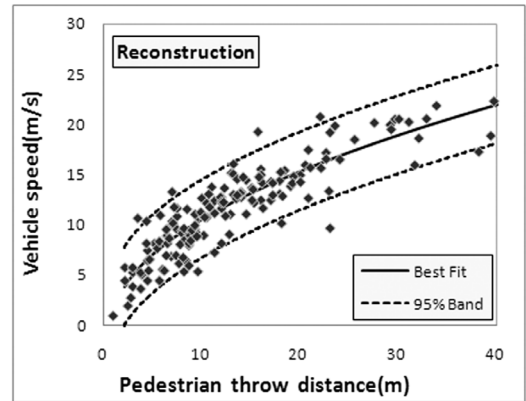 30
Reconstruction
25
20
15
10
5
0
Vehicle speed(m/s)
Best Fit
95% Band
0 10 20 30 40
Pedestrian throw distance(m)